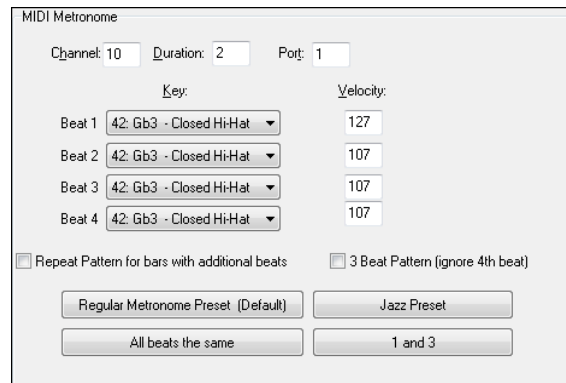 MIDI Metronome
Channel: 10 Duration: 2 Port: 1
Key: Velocity:
Beat 1 42: Gb3 - Closed Hi-Hat 127
Beat 2 42: Gb3 - Closed Hi-Hat 107
Beat 3 42: Gb3 - Closed Hi-Hat 107
Beat 4 42: Gb3 - Closed Hi-Hat 107
Repeat Pattern for bars with additional beats 3 Beat Pattern (ignore 4th beat)
Regular Metronome Preset (Default) Jazz Preset
All beats the same 1 and 3